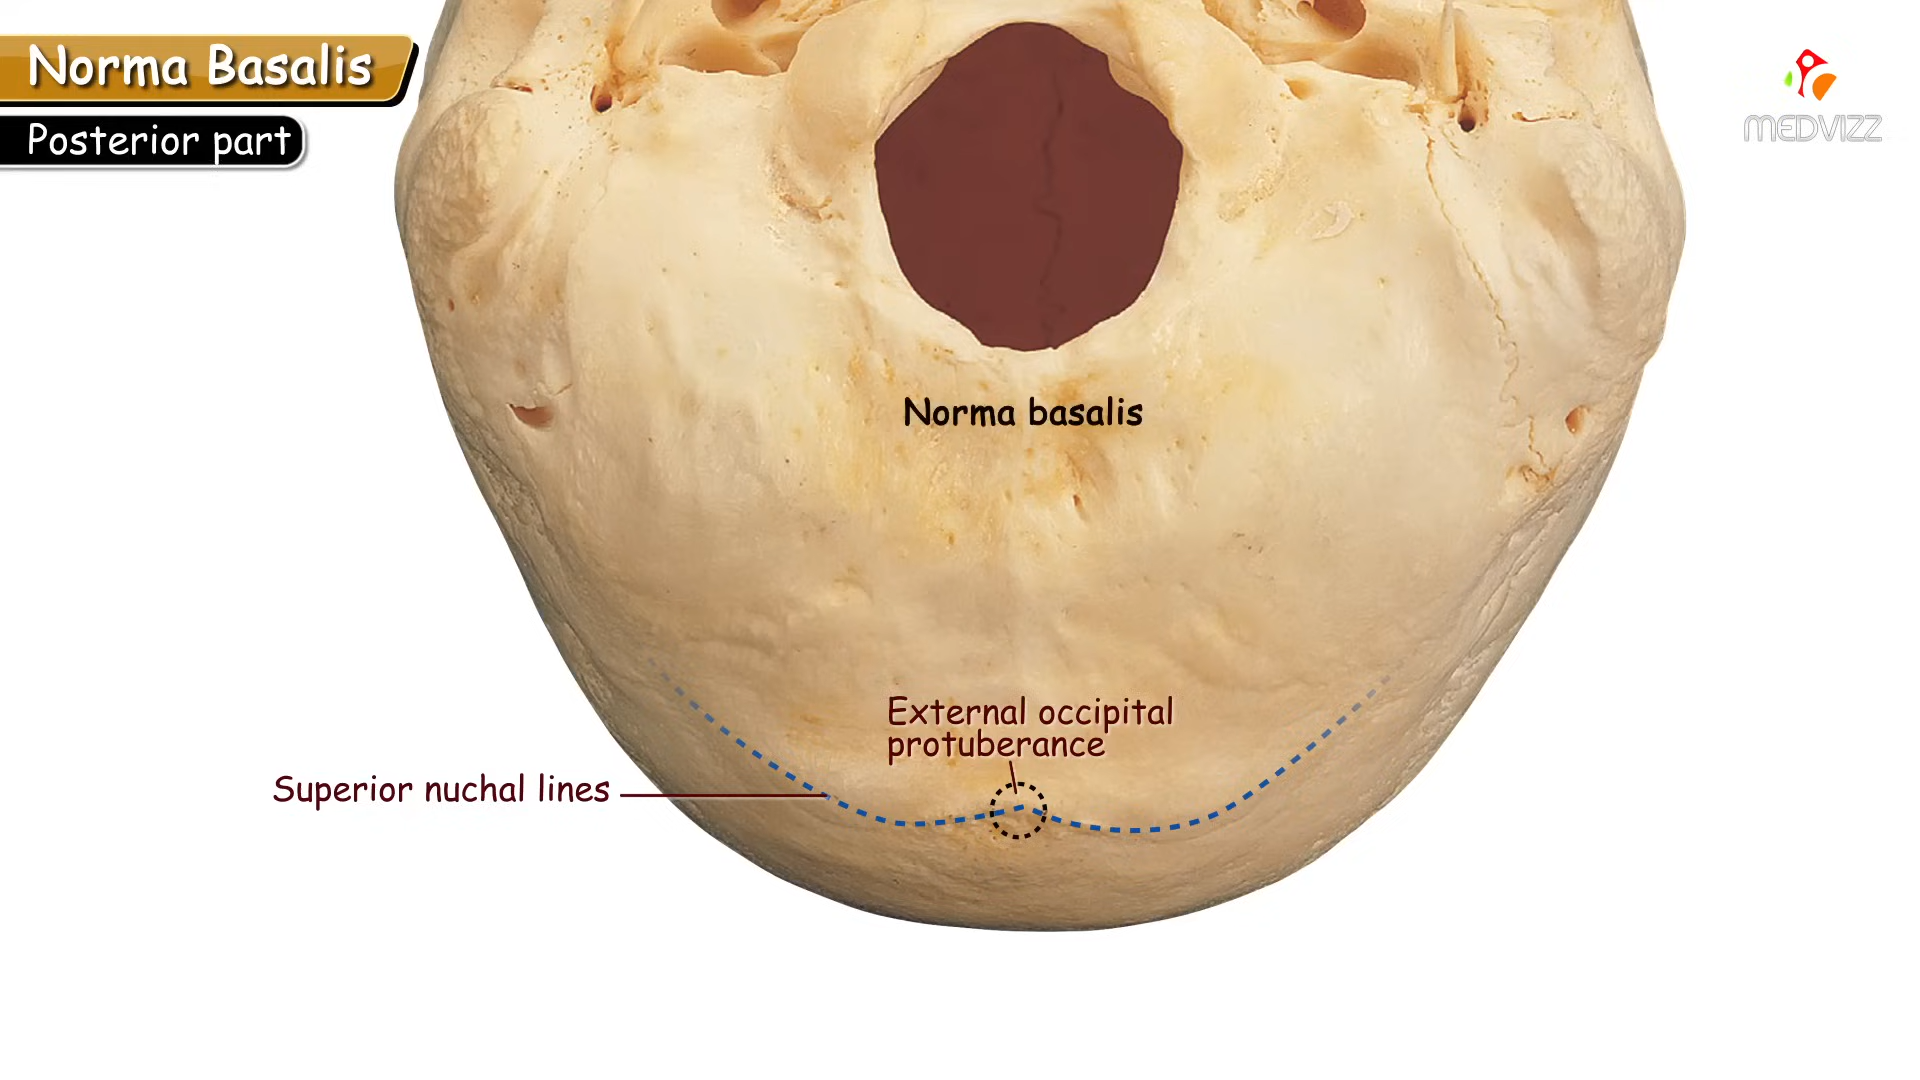 Norma Basalis
Posterior part
MEDVIZZ
Norma basalis
External occipital
protuberance
Superior nuchal lines